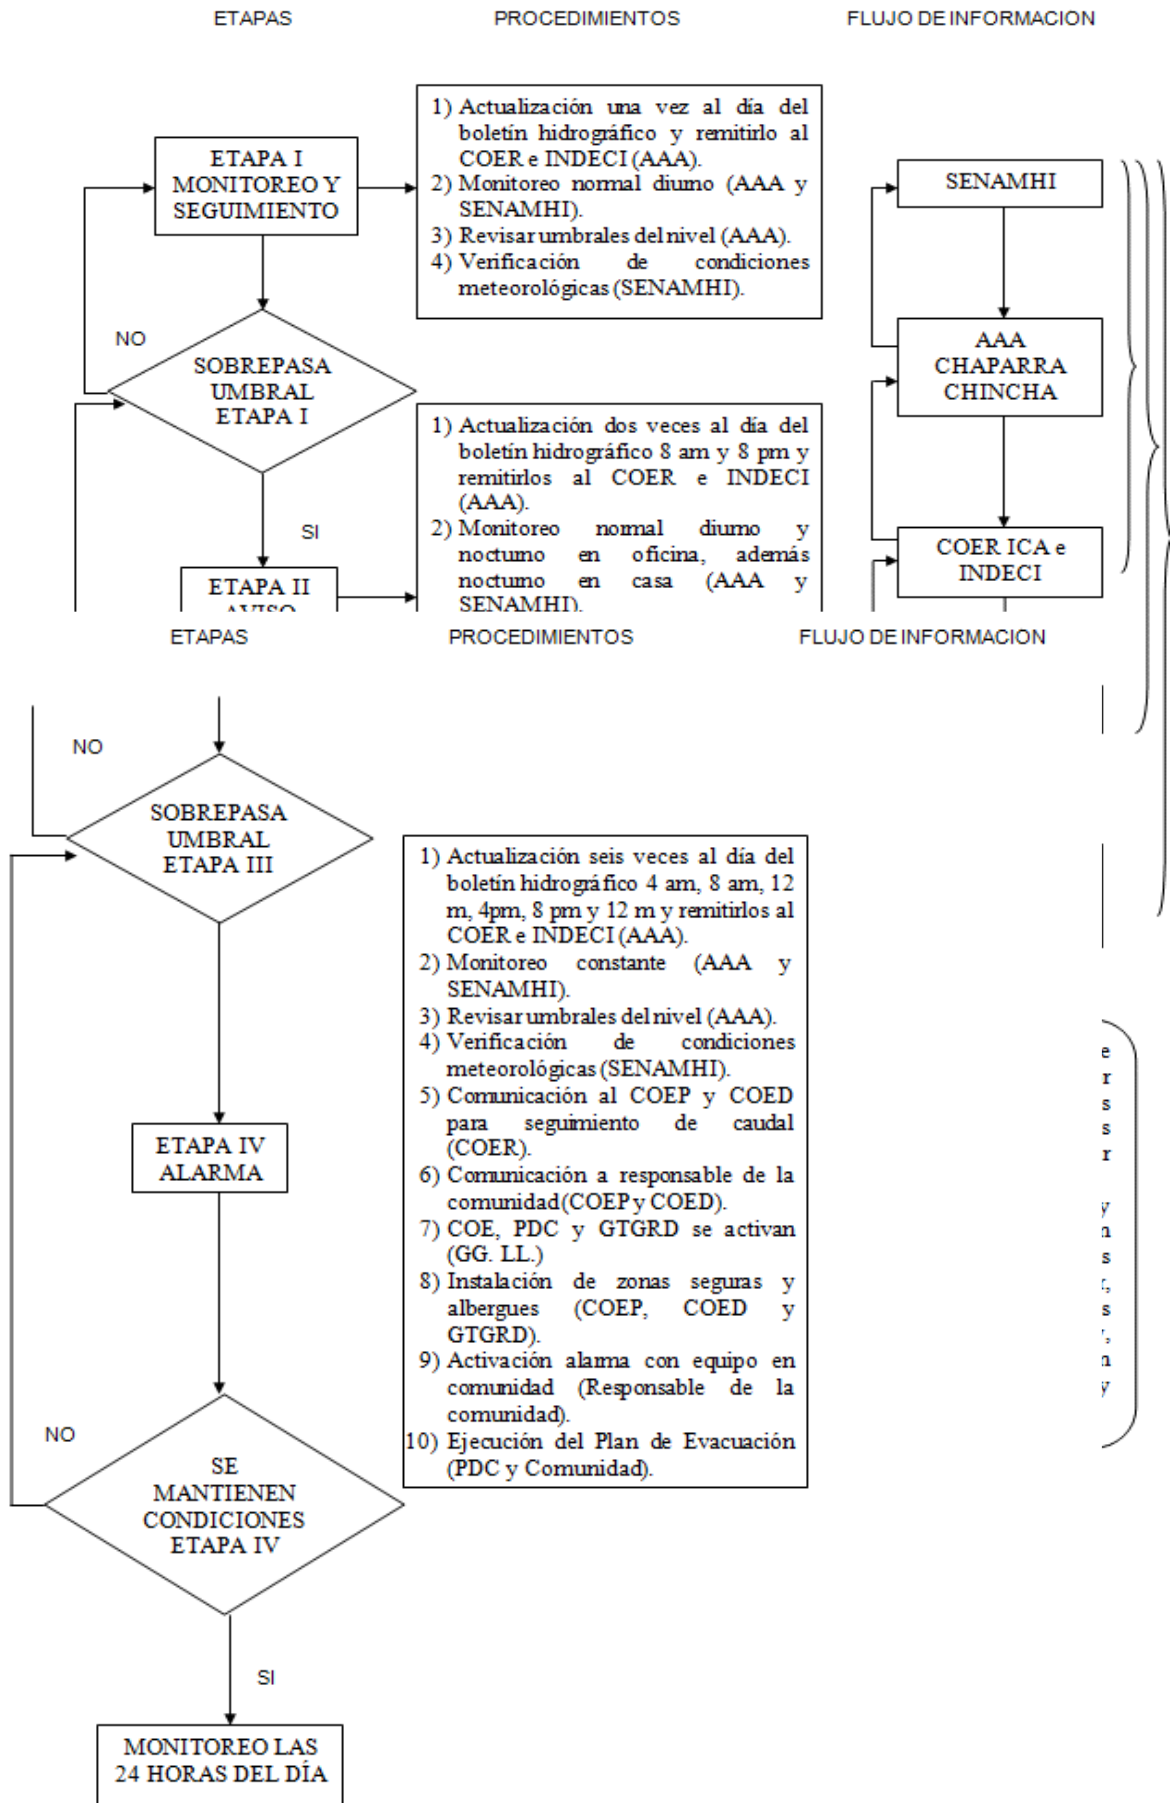 ETAPAS
PROCEDIMIENTOS
FLUJO DE INFORMACION
ETAPA I
MONITOREO Y
SEGUIMIENTO
1) Actualización una vez al día del
boletín hidrográfico y remitirlo al
COER e INDECI (AAA).
2) Monitoreo normal diurno (AAA y
SENAMHI).
3) Revisar umbrales del nivel (AAA).
4) Verificación de condiciones
meteorológicas (SENAMHI).
SENAMHI
NO
SOBREPASA
UMBRAL
ETAPA I
AAA
CHAPARRA
CHINCHA
SI
1) Actualización dos veces al día del
boletín hidrográfico 8 am y 8 pm y
remitirlos al COER e INDECI
(AAA).
2) Monitoreo normal diurno y
nocturno en oficina, además
nocturno en casa (AAA y
SENAMHI).
COER ICA e
INDECI
ETAPA II
AVISO
ETAPAS
PROCEDIMIENTOS
FLUJO DE INFORMACION
NO
SOBREPASA
UMBRAL
ETAPA III
1) Actualización seis veces al día del
boletín hidrográfico 4 am, 8 am, 12
m, 4pm, 8 pm y 12 m y remitirlos al
COER e INDECI (AAA).
2) Monitoreo constante (AAA y
SENAMHI).
3) Revisar umbrales del nivel (AAA).
4) Verificación de condiciones
meteorológicas (SENAMHI).
5) Comunicación al COEP y COED
para seguimiento de caudal
(COER).
6) Comunicación a responsable de la
comunidad (COEP y COED).
7) COE, PDC y GTGRD se activan
(GG. LL.)
8) Instalación de zonas seguras y
albergues (COEP, COED y
GTGRD).
9) Activación alarma con equipo en
comunidad (Responsable de la
comunidad).
10) Ejecución del Plan de Evacuación
(PDC y Comunidad).
e
r
s
s
r
y
n
s
s
n
y
ETAPA IV
ALARMA
NO
SE
MANTIENEN
CONDICIONES
ETAPA IV
SI
MONITOREO LAS
24 HORAS DEL DÍA